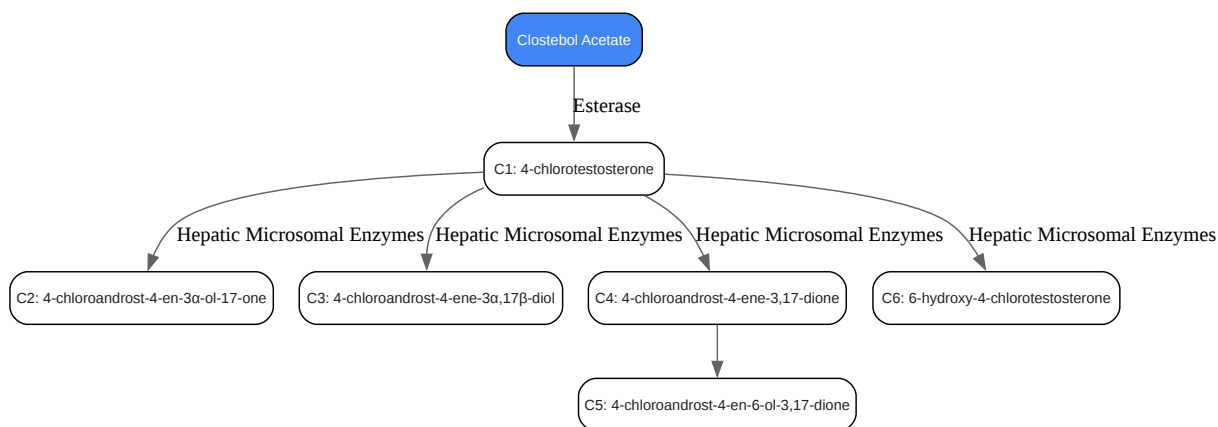 Clostebol Acetate
Esterase
C1: 4-chlorotestosterone
Hepatic Microsomal Enzymes
Hepatic Microsomal Enzymes
Hepatic Microsomal Enzymes
Hepatic Microsomal Enzymes
C2: 4-chloroandrost-4-en-3α-ol-17-one
C3: 4-chloroandrost-4-ene-3α,17β-diol
C4: 4-chloroandrost-4-ene-3,17-dione
C6: 6-hydroxy-4-chlorotestosterone
C5: 4-chloroandrost-4-en-6-ol-3,17-dione